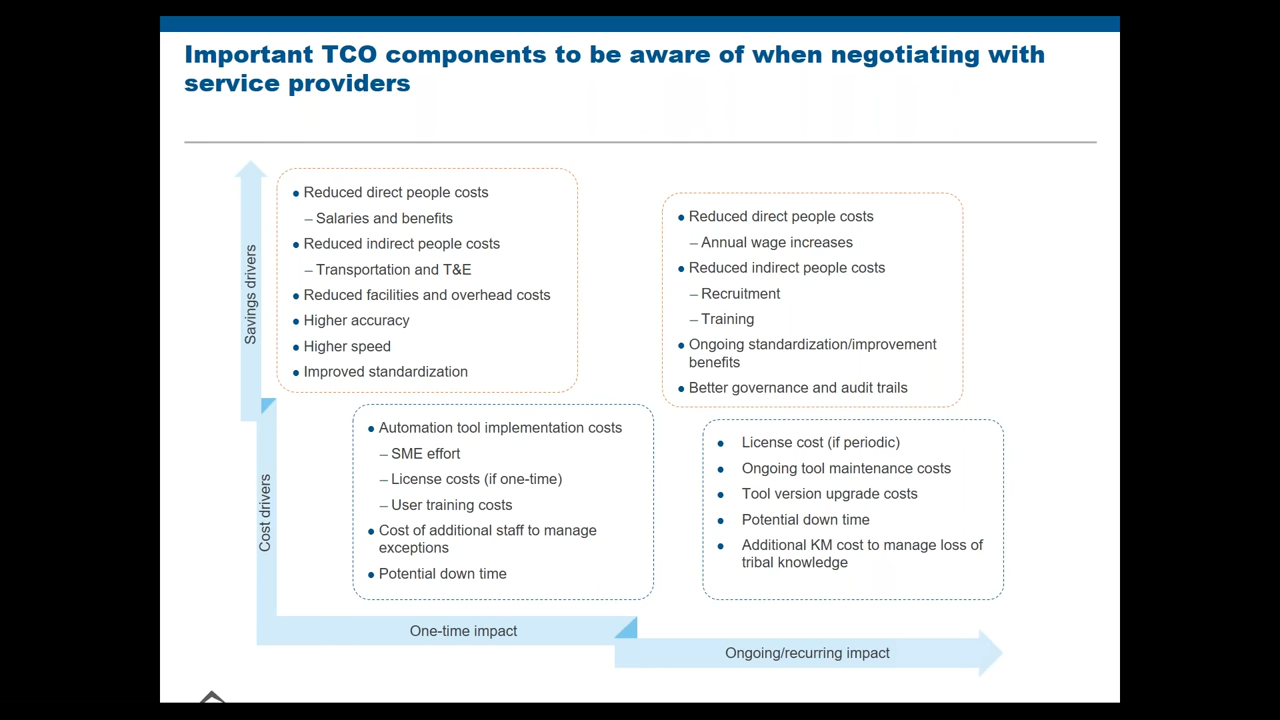 Important TCO components to be aware of when negotiating with
service providers
Savings drivers
● Reduced direct people costs
– Salaries and benefits
● Reduced indirect people costs
– Transportation and T&E
● Reduced facilities and overhead costs
● Higher accuracy
● Higher speed
● Improved standardization
● Reduced direct people costs
– Annual wage increases
● Reduced indirect people costs
– Recruitment
– Training
● Ongoing standardization/improvement
benefits
● Better governance and audit trails
Cost drivers
● Automation tool implementation costs
– SME effort
– License costs (if one-time)
– User training costs
● Cost of additional staff to manage
exceptions
● Potential down time
● License cost (if periodic)
● Ongoing tool maintenance costs
● Tool version upgrade costs
● Potential down time
● Additional KM cost to manage loss of
tribal knowledge
One-time impact
Ongoing/recurring impact